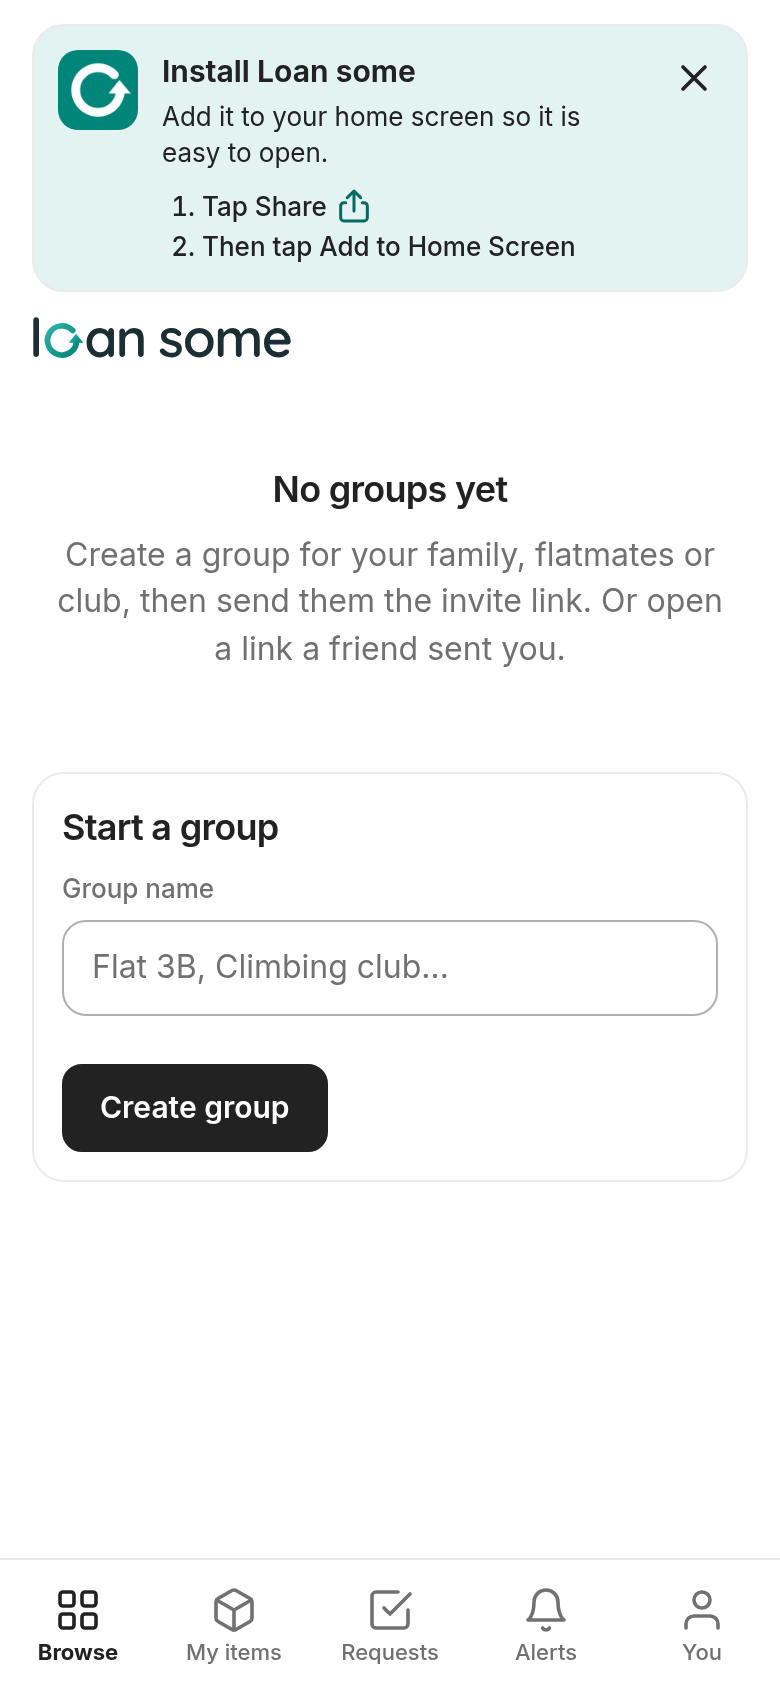 Install Loan some
Add it to your home screen so it is
easy to open.
1. Tap Share
2. Then tap Add to Home Screen
loan some
No groups yet
Create a group for your family, flatmates or
club, then send them the invite link. Or open
a link a friend sent you.
Start a group
Group name
Flat 3B, Climbing club...
Create group
Browse
My items
Requests
Alerts
You